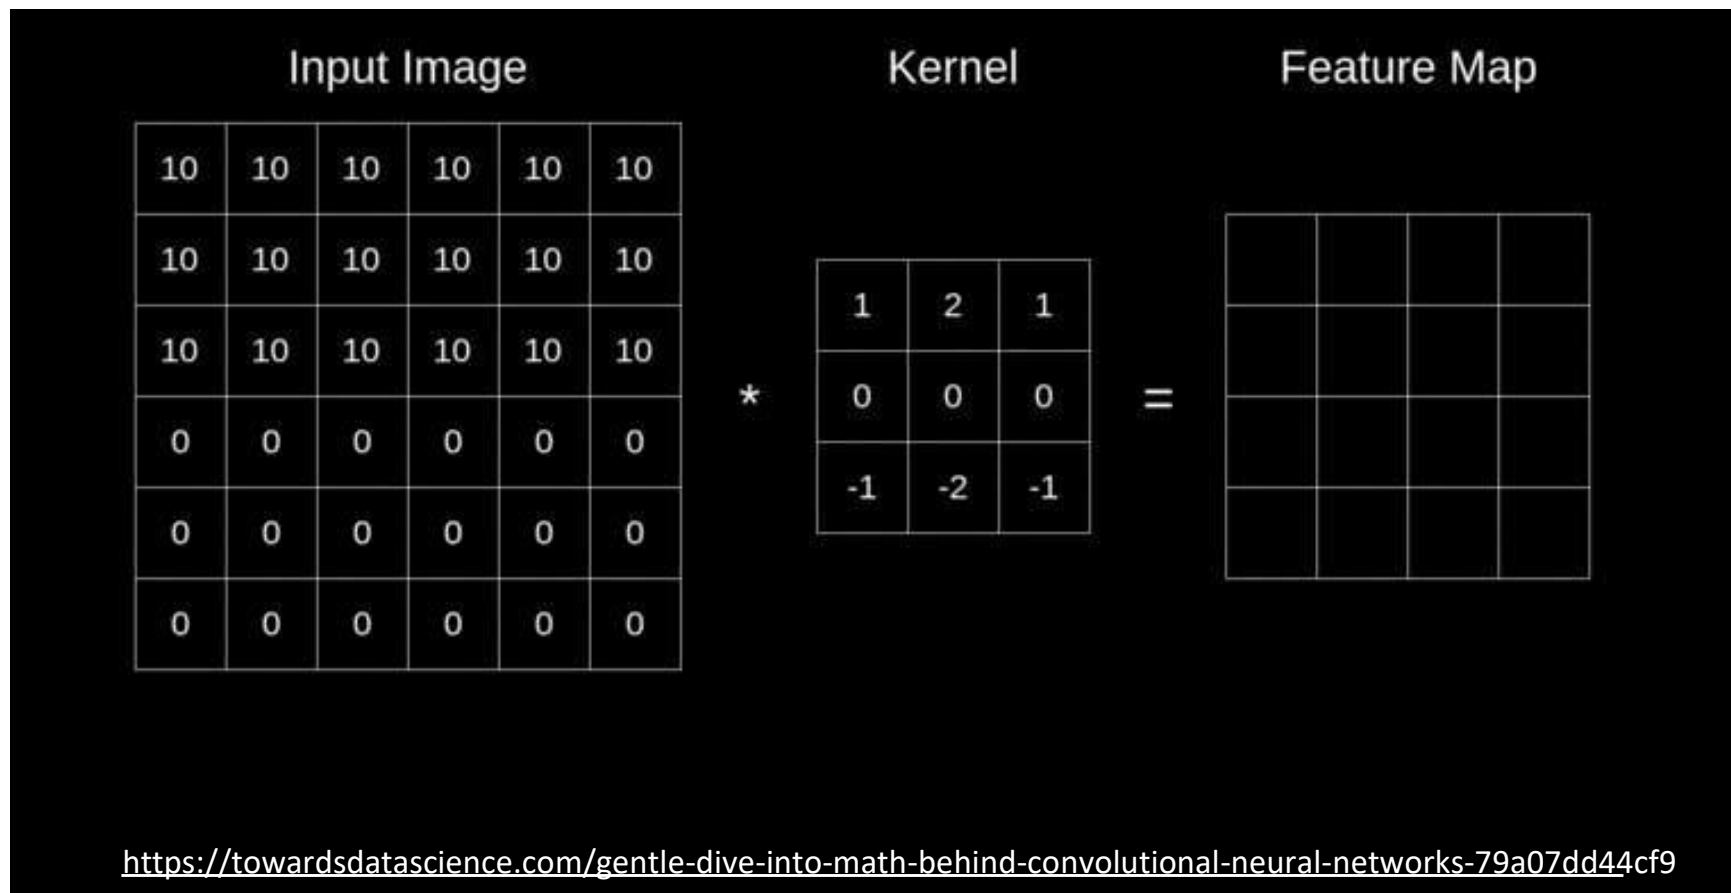 Input Image Kernel Feature Map
10 10 10 10 10 10
10 10 10 10 10 10
10 10 10 10 10 10
0 0 0 0 0 0
0 0 0 0 0 0
0 0 0 0 0 0
*
1 2 1
0 0 0
-1 -2 -1
=
https://towardsdatascience.com/gentle-dive-into-math-behind-convolutional-neural-networks-79a07dd44cf9